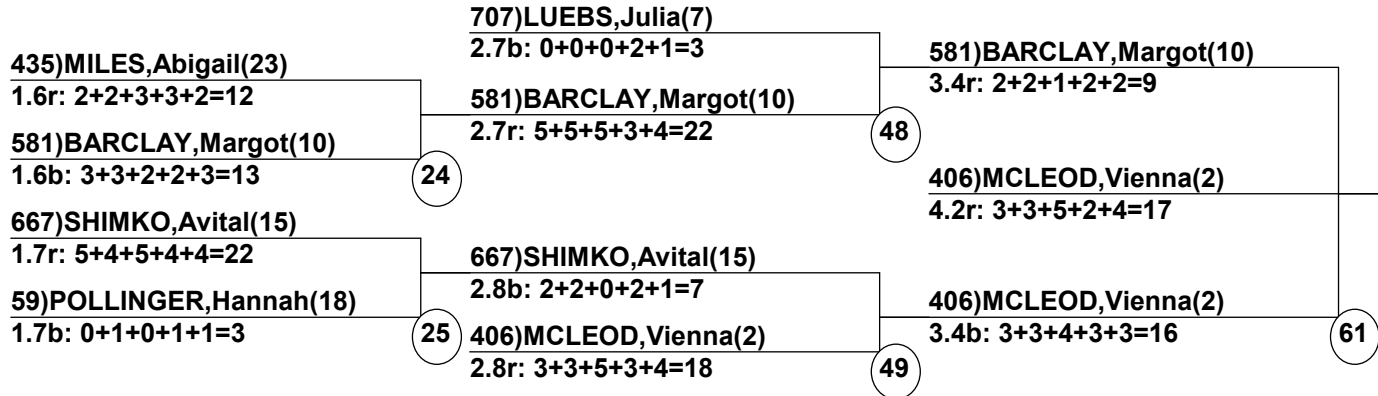 435)MILES,Abigail(23)
1.6r: 2+2+3+3+2=12
581)BARCLAY,Margot(10)
1.6b: 3+3+2+2+3=13
24
667)SHIMKO,Avital(15)
1.7r: 5+4+5+4+4=22
59)POLLINGER,Hannah(18)
1.7b: 0+1+0+1+1=3
25
707)LUEBS,Julia(7)
2.7b: 0+0+0+2+1=3
581)BARCLAY,Margot(10)
2.7r: 5+5+5+3+4=22
48
667)SHIMKO,Avital(15)
2.8b: 2+2+0+2+1=7
406)MCLEOD,Vienna(2)
2.8r: 3+3+5+3+4=18
49
581)BARCLAY,Margot(10)
3.4r: 2+2+1+2+2=9
406)MCLEOD,Vienna(2)
4.2r: 3+3+5+2+4=17
406)MCLEOD,Vienna(2)
3.4b: 3+3+4+3+3=16
61